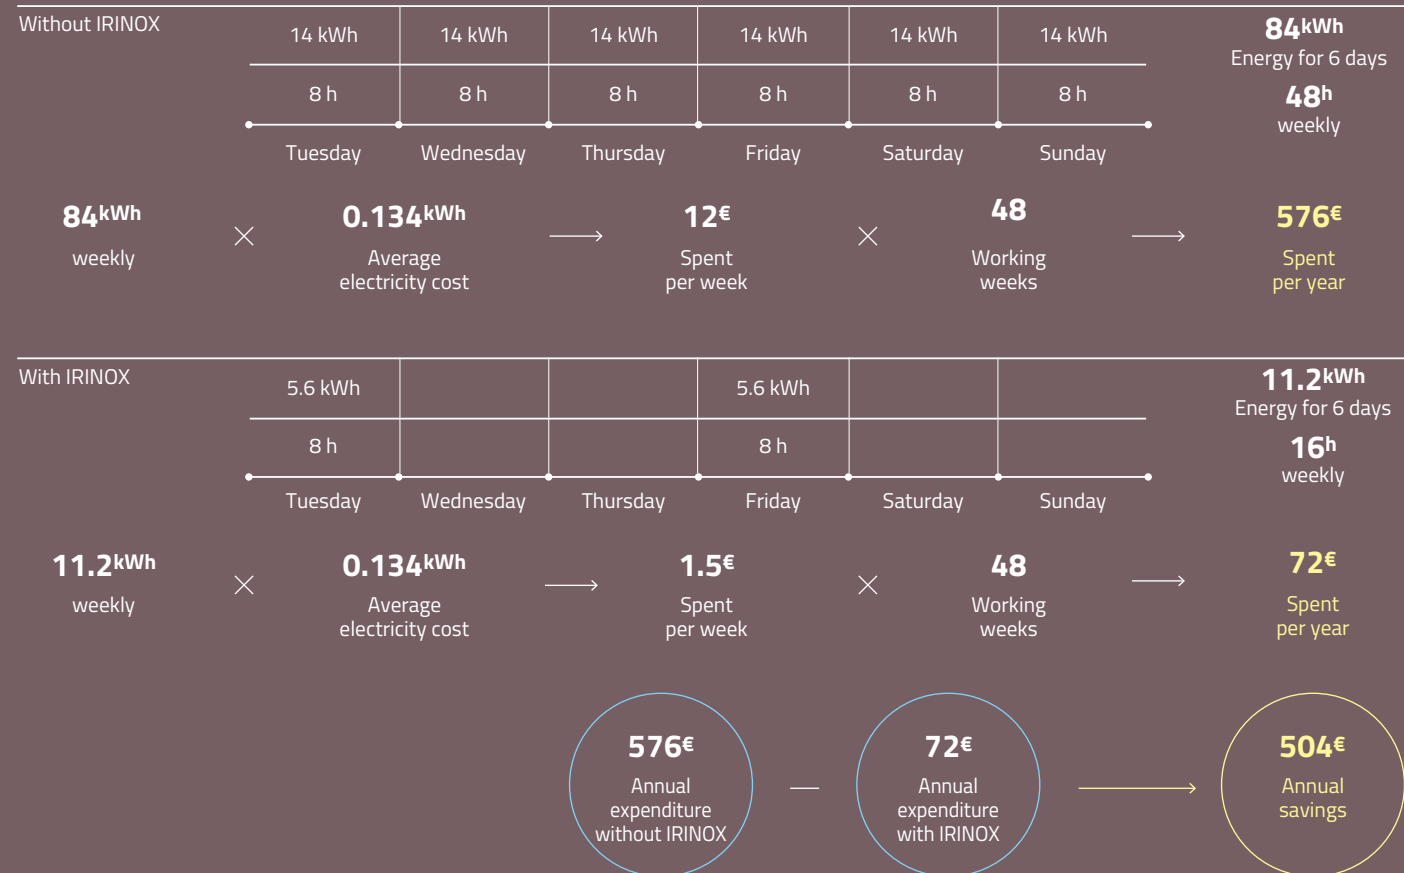 Without IRINOX
14 kWh 14 kWh 14 kWh 14 kWh 14 kWh 14 kWh
8 h 8 h 8 h 8 h 8 h 8 h
Tuesday Wednesday Thursday Friday Saturday Sunday
84kWh
Energy for 6 days
48h
weekly
84kWh
weekly
×
0.134kWh
Average
electricity cost
12€
Spent
per week
×
48
Working
weeks
576€
Spent
per year
With IRINOX
5.6 kWh 5.6 kWh
8 h 8 h
Tuesday Wednesday Thursday Friday Saturday Sunday
11.2kWh
Energy for 6 days
16h
weekly
11.2kWh
weekly
×
0.134kWh
Average
electricity cost
1.5€
Spent
per week
×
48
Working
weeks
72€
Spent
per year
576€
Annual
expenditure
without IRINOX
—
72€
Annual
expenditure
with IRINOX
504€
Annual
savings